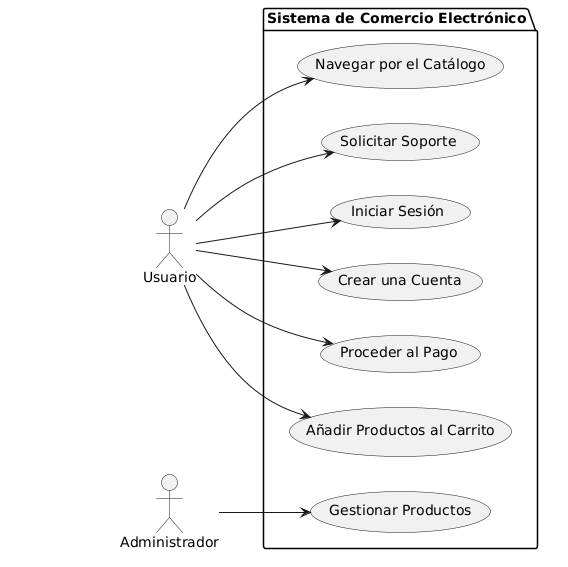 Sistema de Comercio Electrónico
Navegar por el Catálogo
Solicitar Soporte
Iniciar Sesión
Usuario
Crear una Cuenta
Proceder al Pago
Añadir Productos al Carrito
Gestionar Productos
Administrador